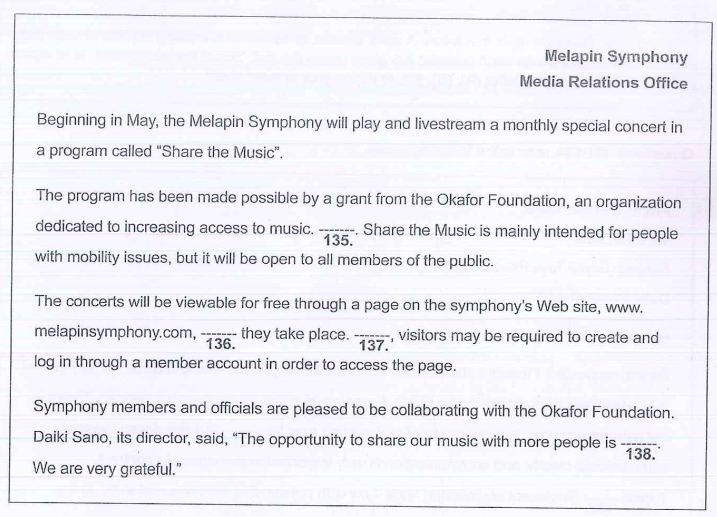 Melapin Symphony
Media Relations Office
Beginning in May, the Melapin Symphony will play and livestream a monthly special concert in
a program called “Share the Music”.
The program has been made possible by a grant from the Okafor Foundation, an organization
dedicated to increasing access to music. -------. Share the Music is mainly intended for people
135.
with mobility issues, but it will be open to all members of the public.
The concerts will be viewable for free through a page on the symphony's Web site, www.
melapinsymphony.com, ------- they take place. -------, visitors may be required to create and
136. 137.
log in through a member account in order to access the page.
Symphony members and officials are pleased to be collaborating with the Okafor Foundation.
Daiki Sano, its director, said, “The opportunity to share our music with more people is -------.
138.
We are very grateful.”